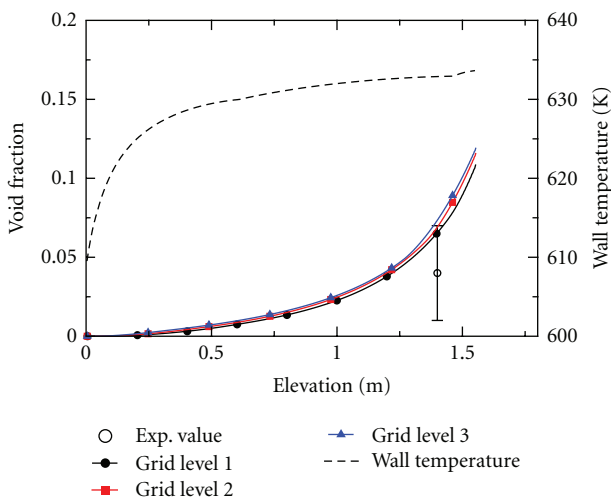 0.2
0.15
0.1
0.05
0
Void fraction
640
630
620
610
600
Wall temperature (K)
0
0.5
1
1.5
Elevation (m)
Exp. value
Grid level 1
Grid level 2
Grid level 3
Wall temperature